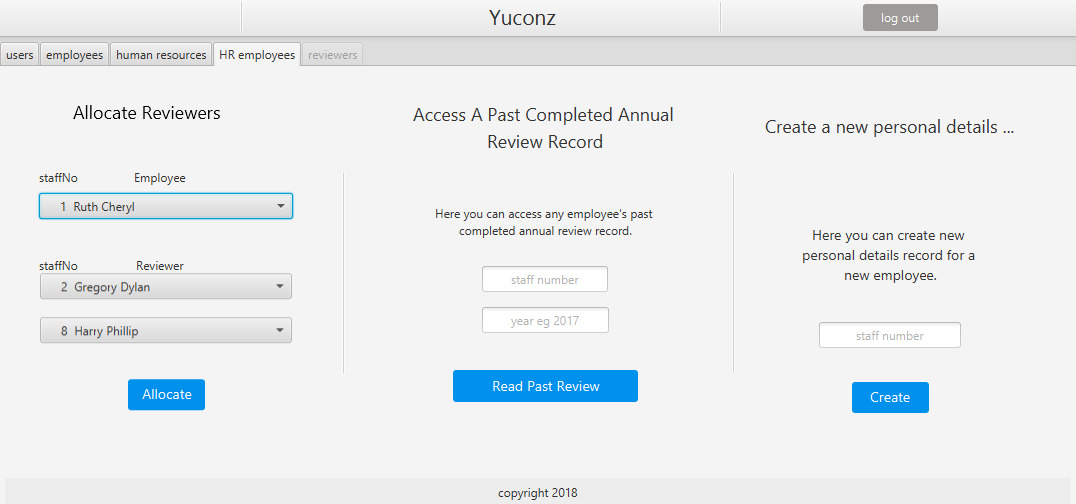 Yuconz
log out
users
employees
human resources
HR employees
reviewers
Allocate Reviewers
staffNo Employee
1 Ruth Cheryl
staffNo Reviewer
2 Gregory Dylan
8 Harry Phillip
Allocate
Access A Past Completed Annual
Review Record
Here you can access any employee's past
completed annual review record.
staff number
year eg 2017
Read Past Review
Create a new personal details ...
Here you can create new
personal details record for a
new employee.
staff number
Create
copyright 2018